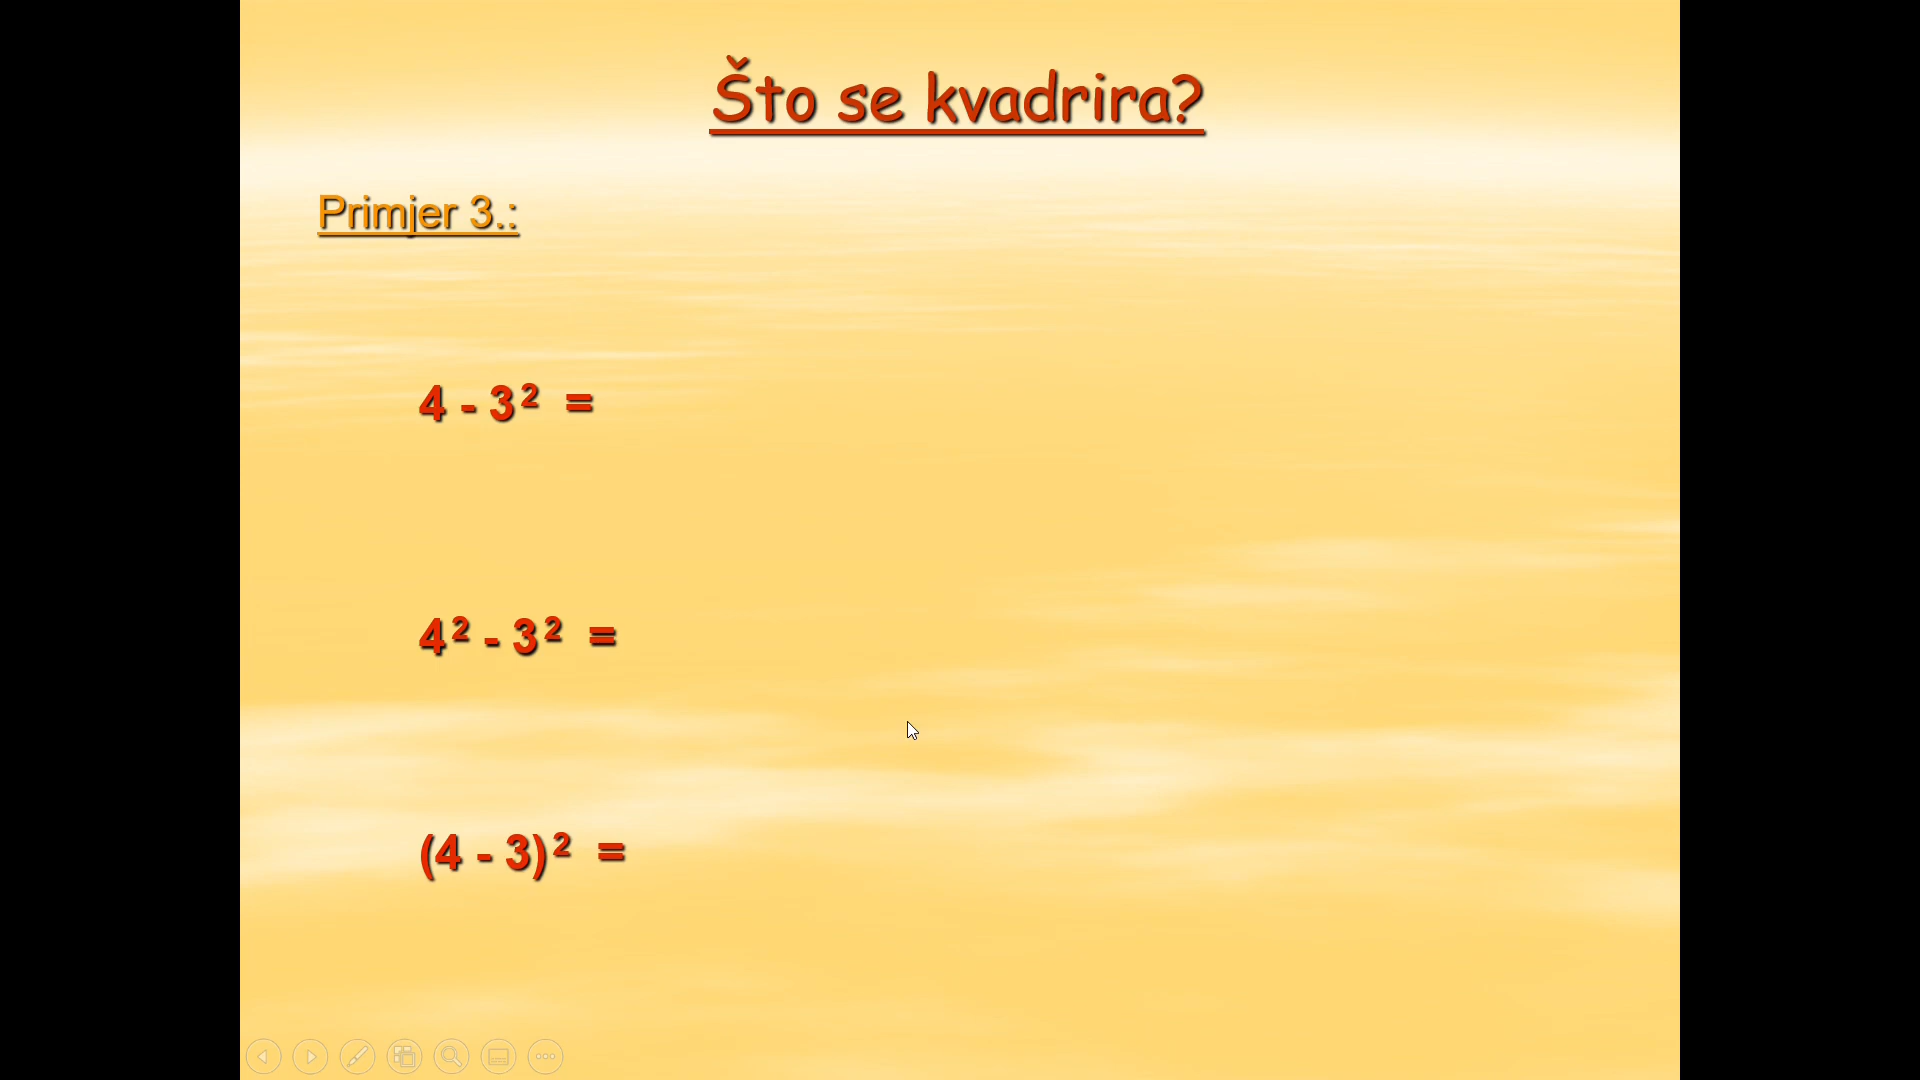 Što se kvadrira?
Primjer 3.:
4 - 3² =
4² - 3² =
(4 - 3)² =